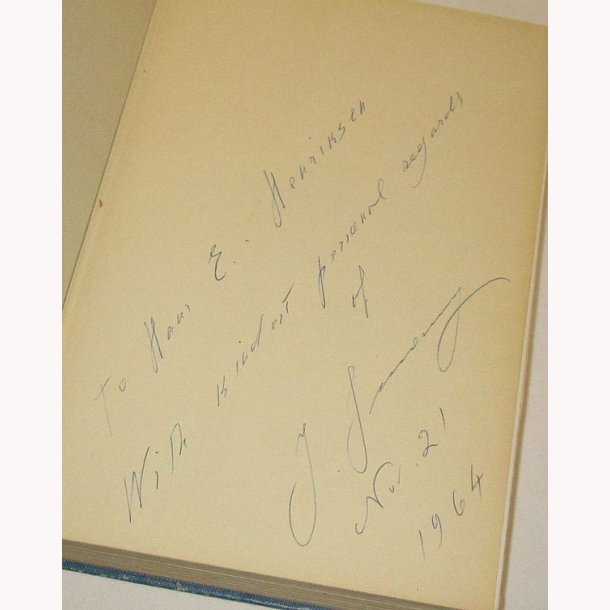 To Hans E. Henriksen
With kindest personal regards
of
Nov. 21
1964